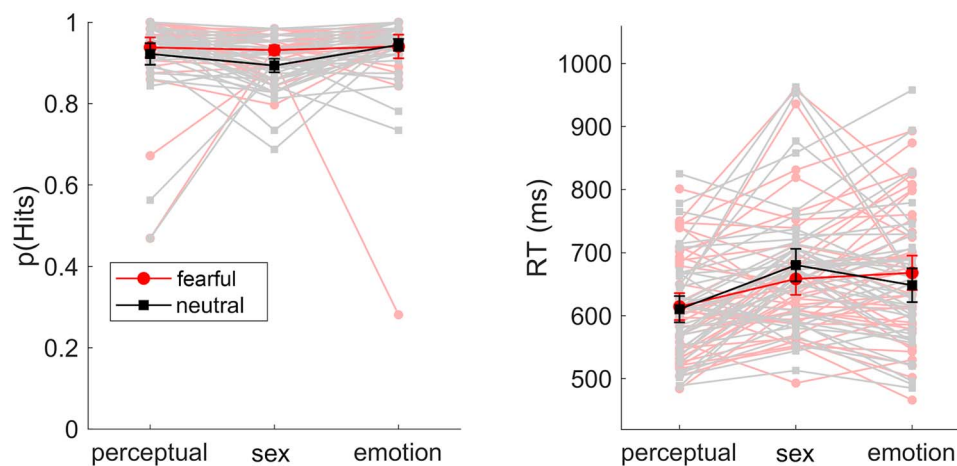 p(Hits)
1
0.8
0.6
0.4
0.2
0
fearful
neutral
perceptual sex emotion
RT (ms)
1000
900
800
700
600
500
perceptual sex emotion